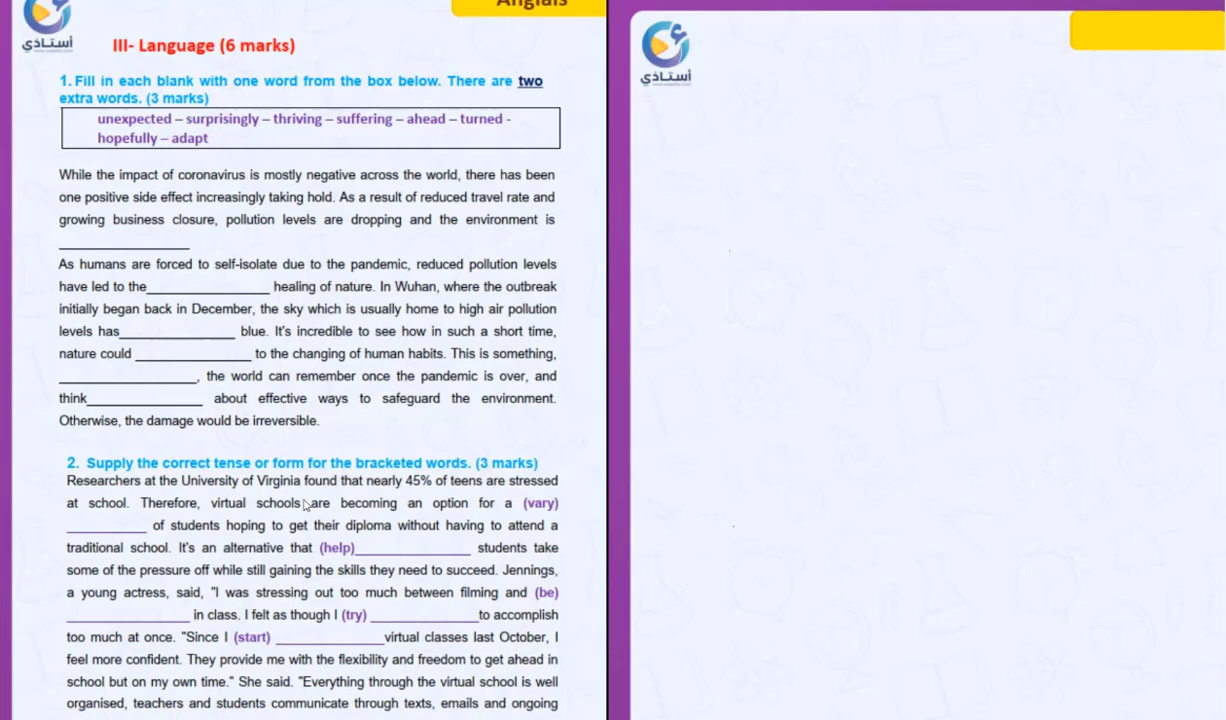 Anglais
أستاذي
III- Language (6 marks)
1. Fill in each blank with one word from the box below. There are two
extra words. (3 marks)
unexpected – surprisingly – thriving – suffering – ahead – turned -
hopefully – adapt
While the impact of coronavirus is mostly negative across the world, there has been
one positive side effect increasingly taking hold. As a result of reduced travel rate and
growing business closure, pollution levels are dropping and the environment is
____________________
As humans are forced to self-isolate due to the pandemic, reduced pollution levels
have led to the___________________ healing of nature. In Wuhan, where the outbreak
initially began back in December, the sky which is usually home to high air pollution
levels has__________________ blue. It's incredible to see how in such a short time,
nature could __________________ to the changing of human habits. This is something,
_____________________, the world can remember once the pandemic is over, and
think__________________ about effective ways to safeguard the environment.
Otherwise, the damage would be irreversible.
2. Supply the correct tense or form for the bracketed words. (3 marks)
Researchers at the University of Virginia found that nearly 45% of teens are stressed
at school. Therefore, virtual schools are becoming an option for a (vary)
____________ of students hoping to get their diploma without having to attend a
traditional school. It's an alternative that (help)__________________ students take
some of the pressure off while still gaining the skills they need to succeed. Jennings,
a young actress, said, "I was stressing out too much between filming and (be)
___________________ in class. I felt as though I (try) _________________to accomplish
too much at once. "Since I (start) _________________virtual classes last October, I
feel more confident. They provide me with the flexibility and freedom to get ahead in
school but on my own time." She said. "Everything through the virtual school is well
organised, teachers and students communicate through texts, emails and ongoing
أستاذي